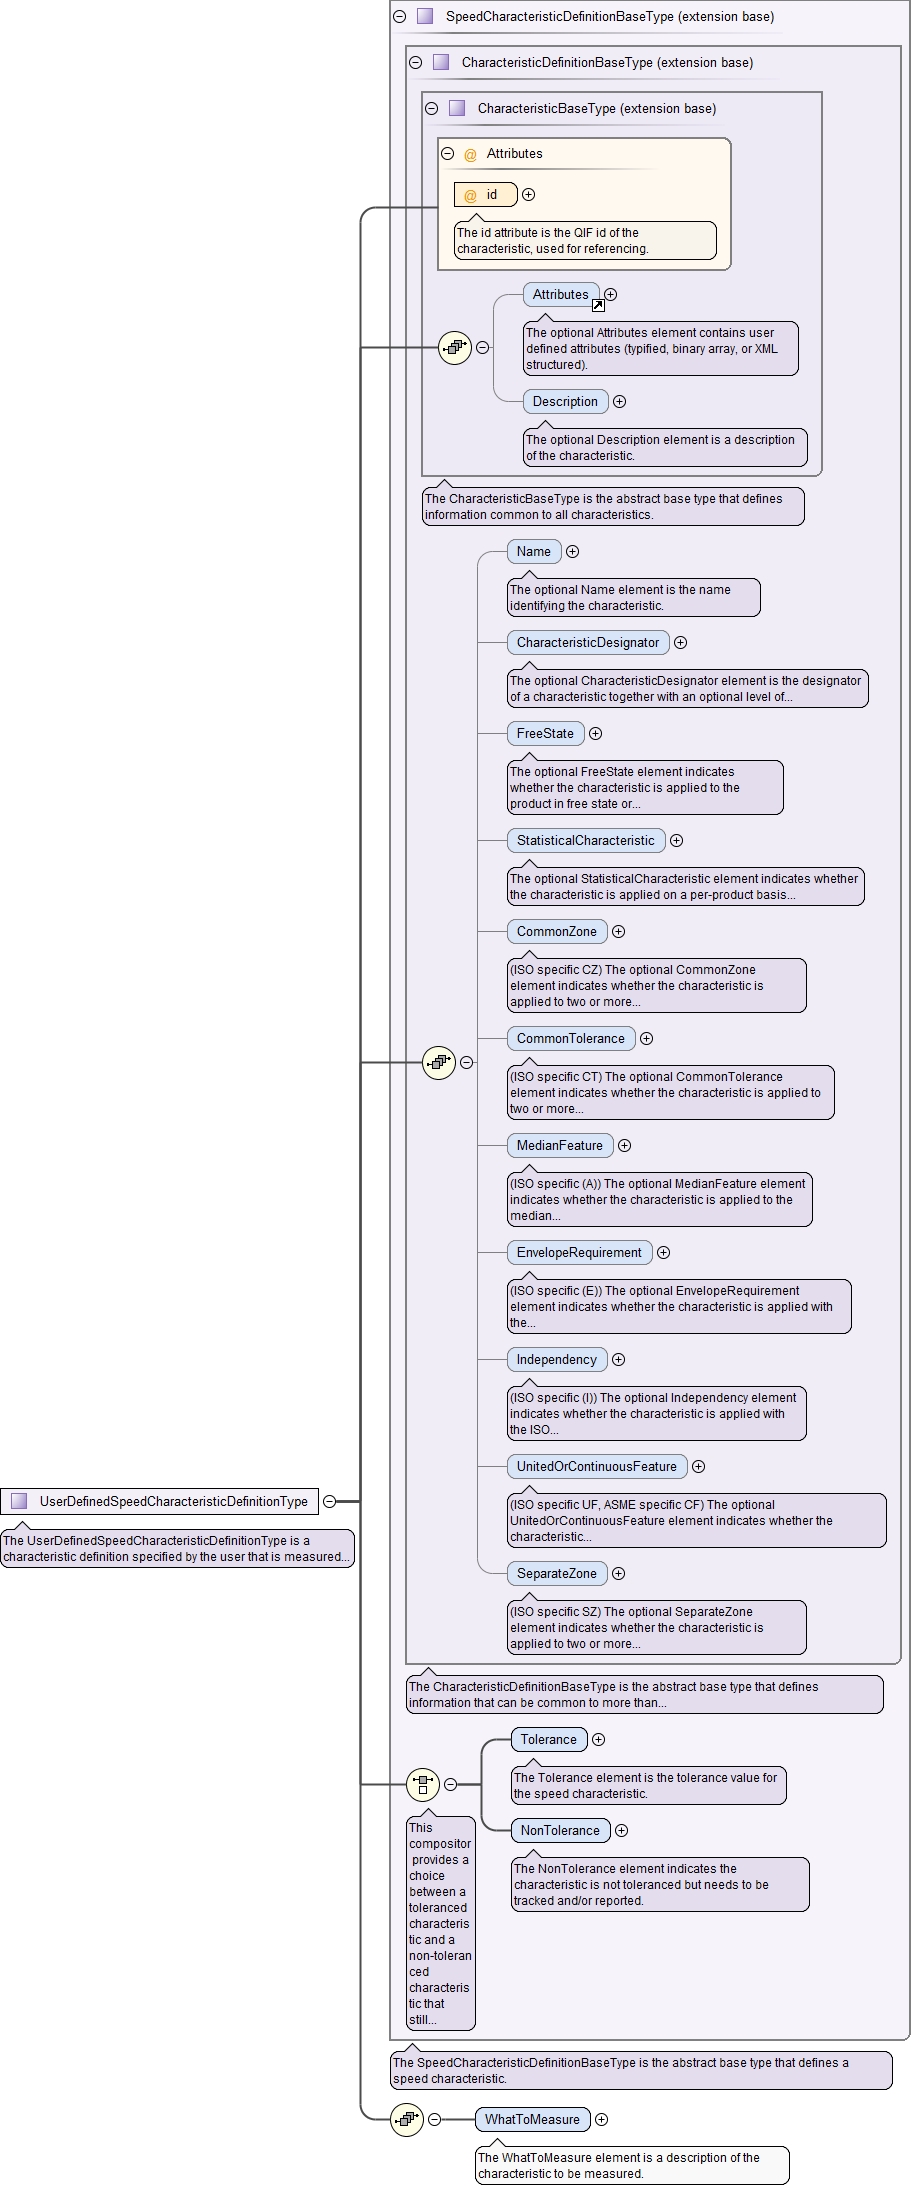 SpeedCharacteristicDefinitionBaseType (extension base)
CharacteristicDefinitionBaseType (extension base)
CharacteristicBaseType (extension base)
@ Attributes
@ id
The id attribute is the QIF id of the
characteristic, used for referencing.
Attributes
The optional Attributes element contains user
defined attributes (typified, binary array, or XML
structured).
Description
The optional Description element is a description
of the characteristic.
The CharacteristicBaseType is the abstract base type that defines
information common to all characteristics.
Name
The optional Name element is the name
identifying the characteristic.
CharacteristicDesignator
The optional CharacteristicDesignator element is the designator
of a characteristic together with an optional level of...
FreeState
The optional FreeState element indicates
whether the characteristic is applied to the
product in free state or...
StatisticalCharacteristic
The optional StatisticalCharacteristic element indicates whether
the characteristic is applied on a per-product basis...
CommonZone
(ISO specific CZ) The optional CommonZone
element indicates whether the characteristic is
applied to two or more...
CommonTolerance
(ISO specific CT) The optional CommonTolerance
element indicates whether the characteristic is applied to
two or more...
MedianFeature
(ISO specific (A)) The optional MedianFeature element
indicates whether the characteristic is applied to the
median...
EnvelopeRequirement
(ISO specific (E)) The optional EnvelopeRequirement
element indicates whether the characteristic is applied with
the...
Independency
(ISO specific (I)) The optional Independency element
indicates whether the characteristic is applied with
the ISO...
UnitedOrContinuousFeature
(ISO specific UF, ASME specific CF) The optional
UnitedOrContinuousFeature element indicates whether the
characteristic...
UserDefinedSpeedCharacteristicDefinitionType
The UserDefinedSpeedCharacteristicDefinitionType is a
characteristic definition specified by the user that is measured...
SeparateZone
(ISO specific SZ) The optional SeparateZone
element indicates whether the characteristic is
applied to two or more...
The CharacteristicDefinitionBaseType is the abstract base type that defines
information that can be common to more than...
Tolerance
The Tolerance element is the tolerance value for
the speed characteristic.
NonTolerance
The NonTolerance element indicates the
characteristic is not toleranced but needs to be
tracked and/or reported.
This
compositor
provides a
choice
between a
toleranced
characteris
tic and a
non-toleran
ced
characteris
tic that
still...
The SpeedCharacteristicDefinitionBaseType is the abstract base type that defines a
speed characteristic.
WhatToMeasure
The WhatToMeasure element is a description of the
characteristic to be measured.